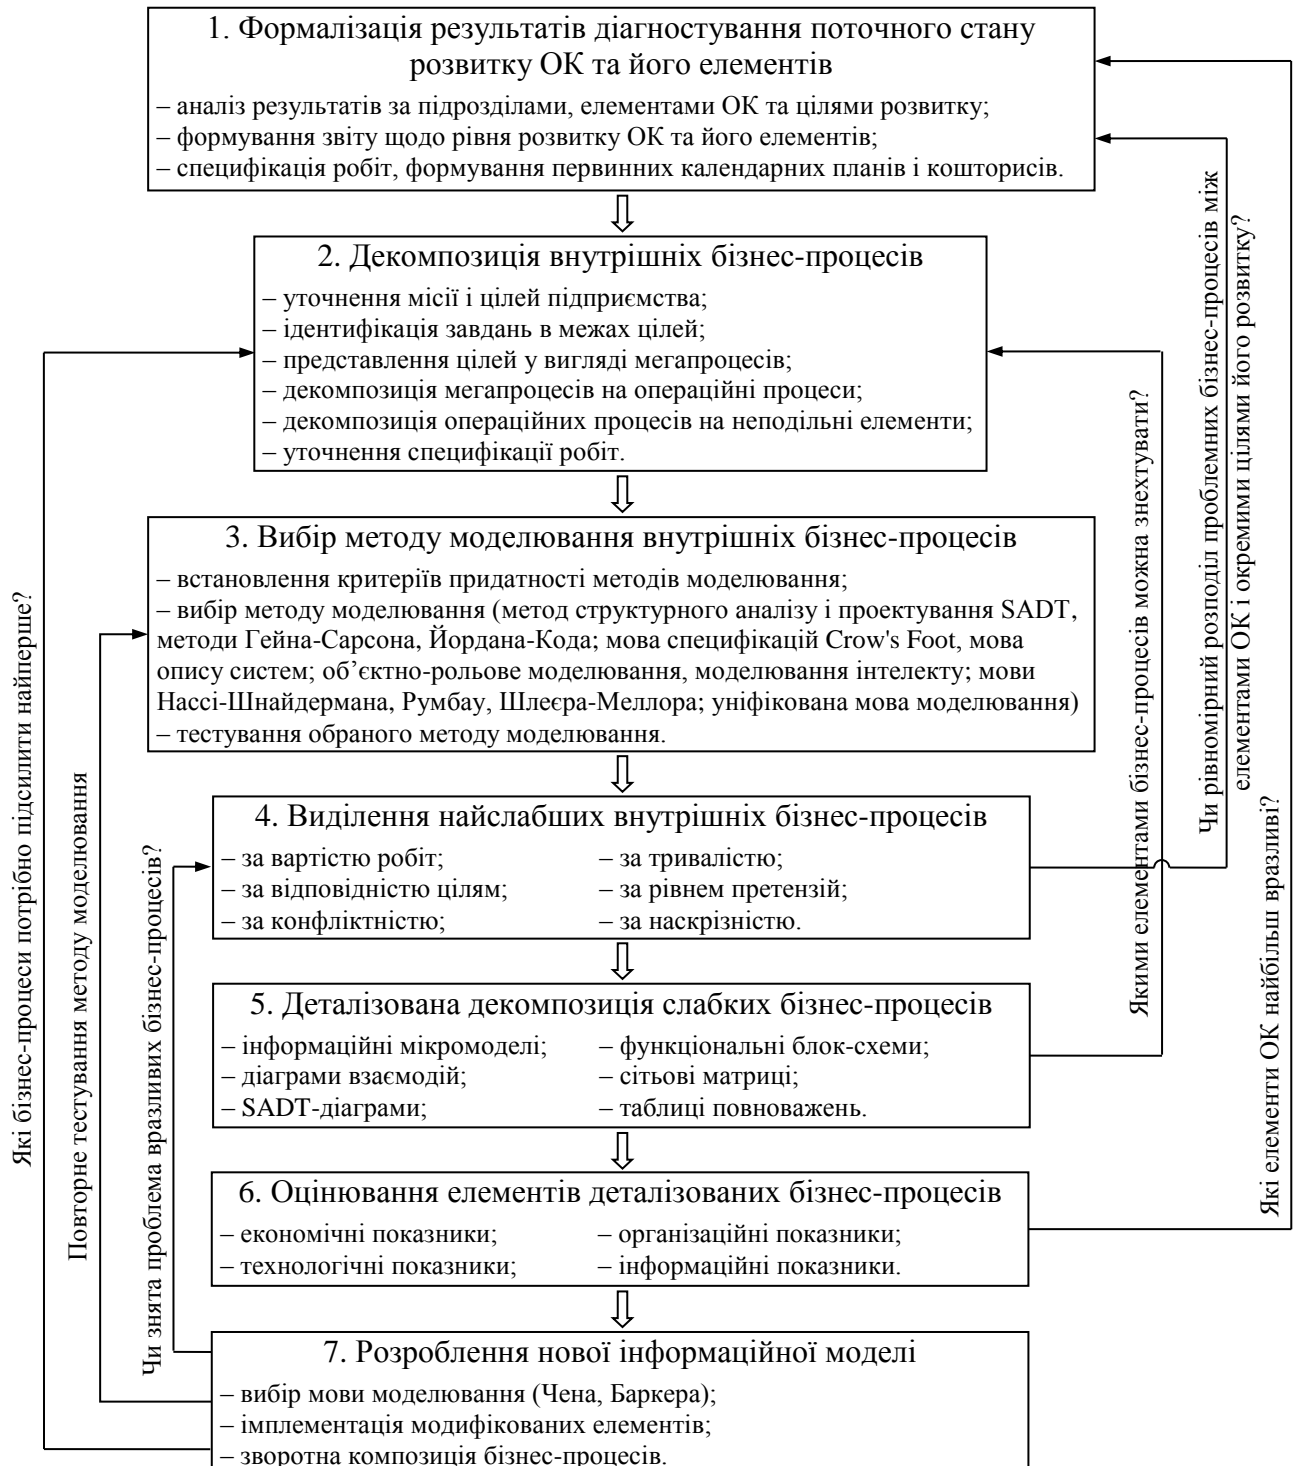 1. Формалізація результатів діагностування поточного стану
розвитку ОК та його елементів
– аналіз результатів за підрозділами, елементами ОК та цілями розвитку;
– формування звіту щодо рівня розвитку ОК та його елементів;
– специфікація робіт, формування первинних календарних планів і кошторисів.
2. Декомпозиція внутрішніх бізнес-процесів
– уточнення місії і цілей підприємства;
– ідентифікація завдань в межах цілей;
– представлення цілей у вигляді мегапроцесів;
– декомпозиція мегапроцесів на операційні процеси;
– декомпозиція операційних процесів на неподільні елементи;
– уточнення специфікації робіт.
3. Вибір методу моделювання внутрішніх бізнес-процесів
– встановлення критеріїв придатності методів моделювання;
– вибір методу моделювання (метод структурного аналізу і проектування SADT,
методи Гейна-Сарсона, Йордана-Кода; мова специфікацій Crow's Foot, мова
опису систем; об’єктно-рольове моделювання, моделювання інтелекту; мови
Нассі-Шнайдермана, Румбау, Шлеєра-Меллора; уніфікована мова моделювання)
– тестування обраного методу моделювання.
4. Виділення найслабших внутрішніх бізнес-процесів
– за вартістю робіт;
– за тривалістю;
– за відповідністю цілям;
– за рівнем претензій;
– за конфліктністю;
– за наскрізністю.
5. Деталізована декомпозиція слабких бізнес-процесів
– інформаційні мікромоделі;
– функціональні блок-схеми;
– діаграми взаємодій;
– сітьові матриці;
– SADT-діаграми;
– таблиці повноважень.
6. Оцінювання елементів деталізованих бізнес-процесів
– економічні показники;
– організаційні показники;
– технологічні показники;
– інформаційні показники.
7. Розроблення нової інформаційної моделі
– вибір мови моделювання (Чена, Баркера);
– імплементація модифікованих елементів;
– зворотна композиція бізнес-процесів.
Які бізнес-процеси потрібно підсилити найперше?
Повторне тестування методу моделювання
Чи знята проблема вразливих бізнес-процесів?
Якими елементами бізнес-процесів можна знехтувати?
Чи рівномірний розподіл проблемних бізнес-процесів між
елементами ОК і окремими цілями його розвитку?
Які елементи ОК найбільш вразливі?